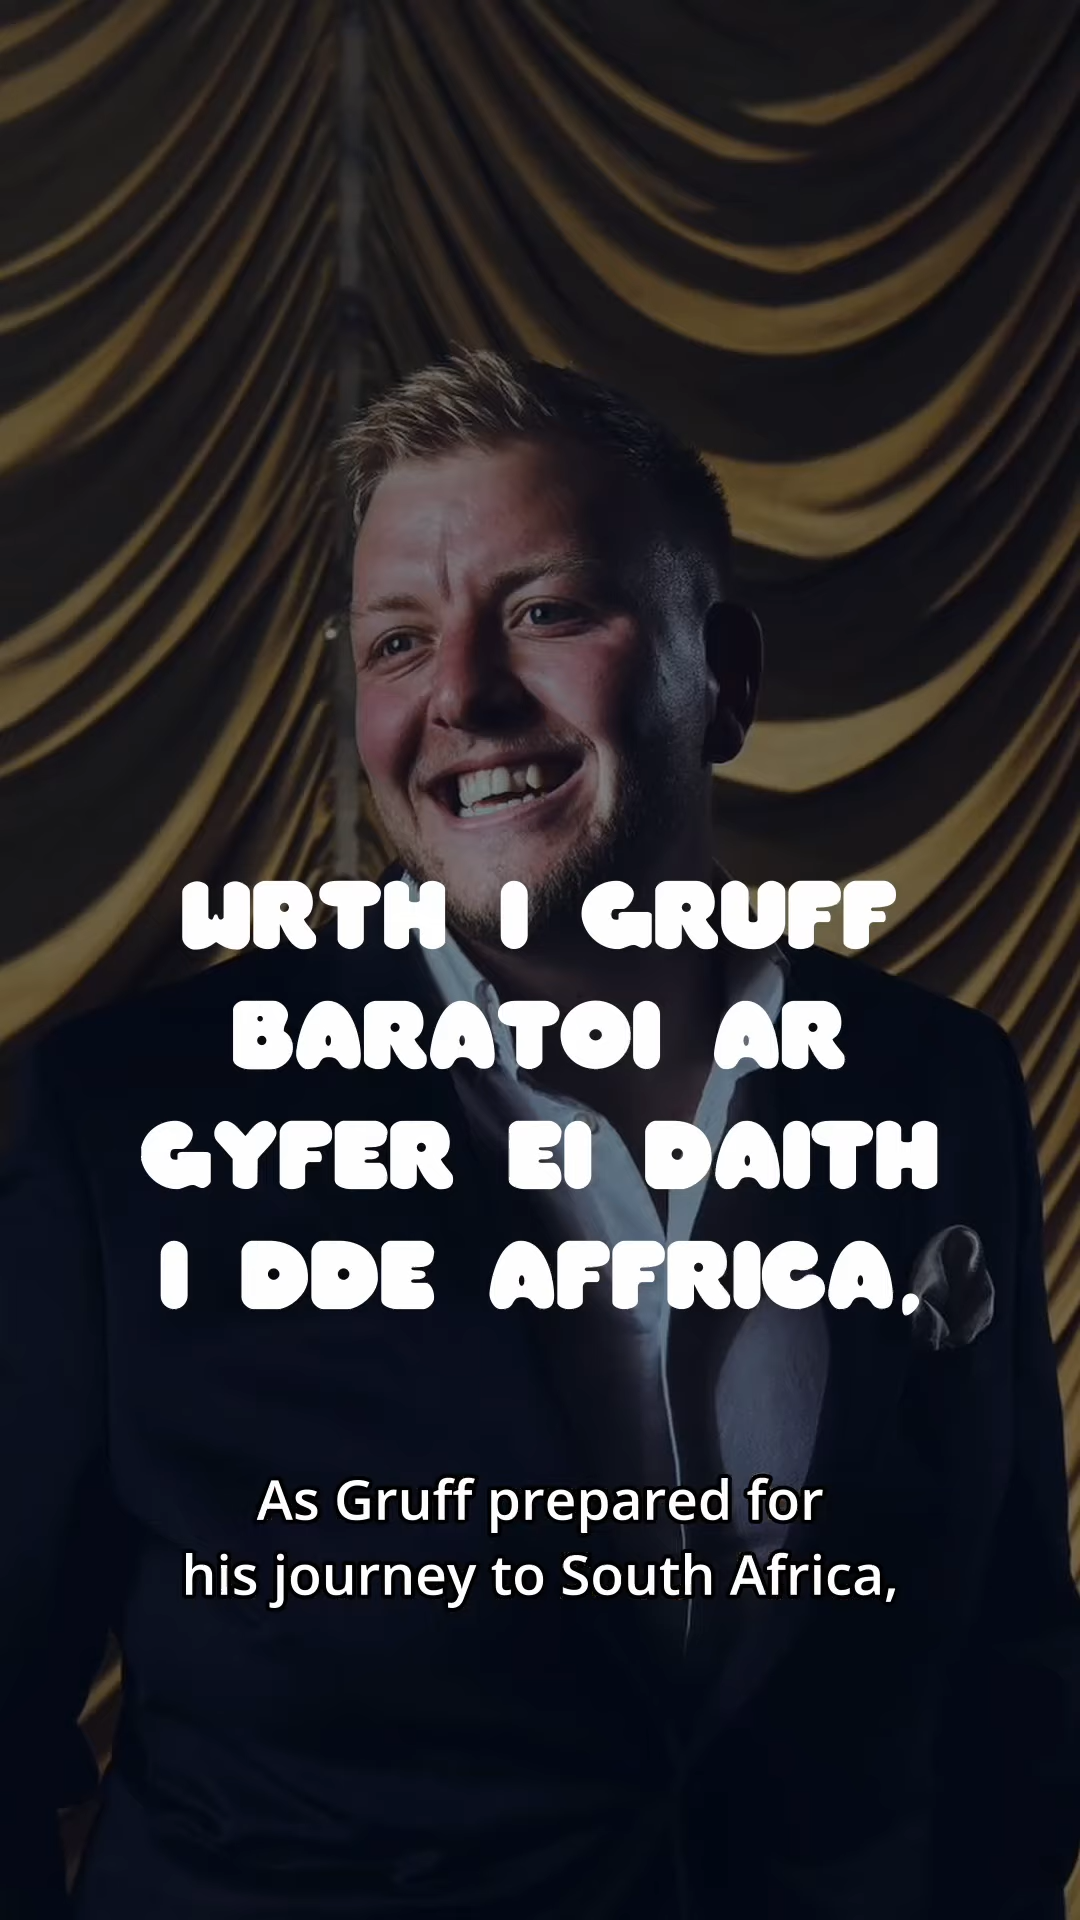 WRTH I GRUFF
BARATOI AR
GYFER EI DAITH
I DDE AFFRICA,
As Gruff prepared for
his journey to South Africa,